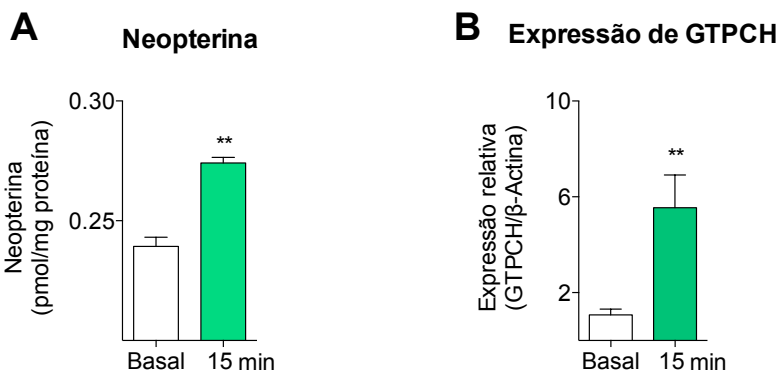 A
Neopterina
Neopterina
(pmol/mg proteína)
0.30
0.25
**
Basal
15 min
B
Expressão de GTPCH
Expressão relativa
(GTPCH/β-Actina)
10
6
2
**
Basal
15 min